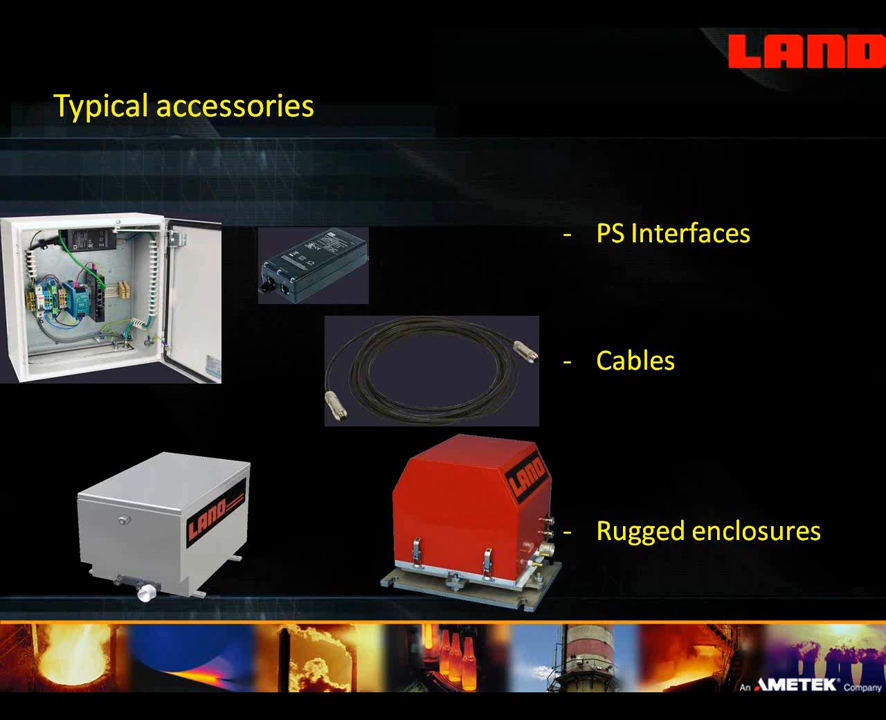 LAND
Typical accessories
- PS Interfaces
- Cables
LAND
LAND
- Rugged enclosures
An AMETEK® Company